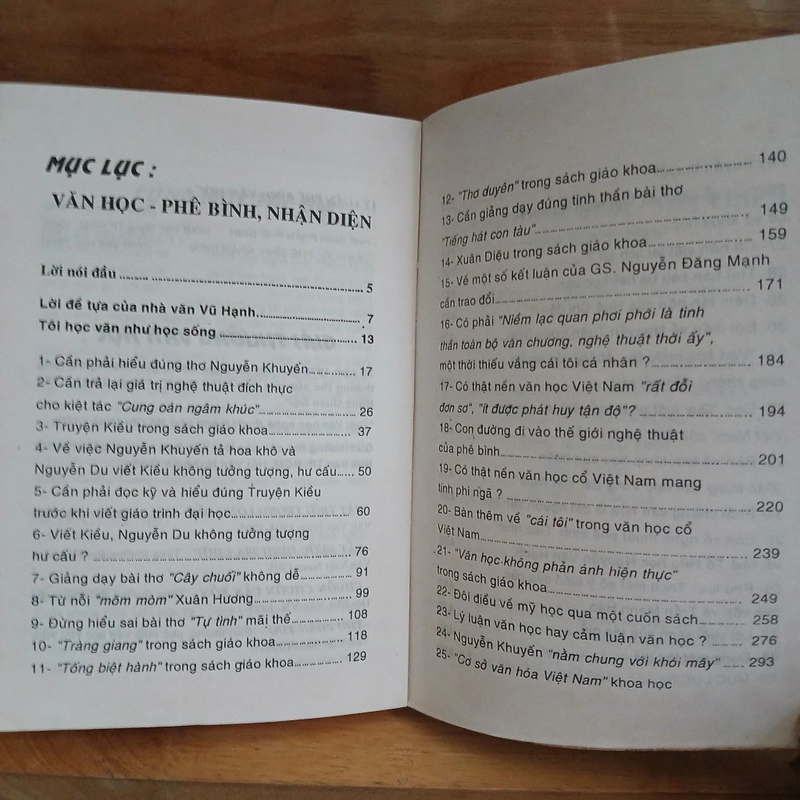 MỤC LỤC :
VĂN HỌC - PHÊ BÌNH, NHẬN DIỆN
Lời nói đầu ........................................................ 5
Lời đề tựa của nhà văn Vũ Hạnh. ........................ 7
Tôi học văn như học sống ................................ 13
1- Cần phải hiểu đúng thơ Nguyễn Khuyến ............ 17
2- Cần trả lại giá trị nghệ thuật đích thực
cho kiệt tác "Cung oán ngâm khúc" ...................... 26
3- Truyện Kiều trong sách giáo khoa ...................... 37
4- Về việc Nguyễn Khuyến tả hoa khô và
Nguyễn Du viết Kiều không tưởng tượng, hư cấu .. 50
5- Cần phải đọc kỹ và hiểu đúng Truyện Kiều
trước khi viết giáo trình đại học ........................... 60
6- Viết Kiều, Nguyễn Du không tưởng tượng
hư cấu ? ........................................................ 76
7- Giảng dạy bài thơ "Cây chuối" không dễ ............ 91
8- Từ nỗi "mõm mòm" Xuân Hương ...................... 99
9- Đừng hiểu sai bài thơ "Tự tình" mãi thế ............ 108
10- "Tràng giang" trong sách giáo khoa ................ 118
11- "Tống biệt hành" trong sách giáo khoa ............ 129
12- "Thơ duyên" trong sách giáo khoa .................... 140
13- Cần giảng dạy đúng tinh thần bài thơ
"Tiếng hát con tàu" .......................................... 149
14- Xuân Diệu trong sách giáo khoa ...................... 159
15- Về một số kết luận của GS. Nguyễn Đăng Mạnh
cần trao đổi ................................................... 171
16- Có phải "Niềm lạc quan phơi phới là tinh
thần toàn bộ văn chương, nghệ thuật thời ấy",
một thời thiếu vắng cái tôi cá nhân ? .................. 184
17- Có thật nền văn học Việt Nam "rất đỗi
đơn sơ", "ít được phát huy tận độ"? .................... 194
18- Con đường đi vào thế giới nghệ thuật
của phê bình ................................................... 201
19- Có thật nền văn học cổ Việt Nam mang
tính phi ngã ? .................................................. 220
20- Bàn thêm về "cái tôi" trong văn học cổ
Việt Nam ....................................................... 239
21- "Văn học không phản ánh hiện thực"
trong sách giáo khoa ........................................ 249
22- Đôi điều về mỹ học qua một cuốn sách ............ 258
23- Lý luận văn học hay cảm luận văn học ? .......... 276
24- Nguyễn Khuyến "nằm chung với khói mây" ...... 293
25- "Cơ sở văn hóa Việt Nam" khoa học